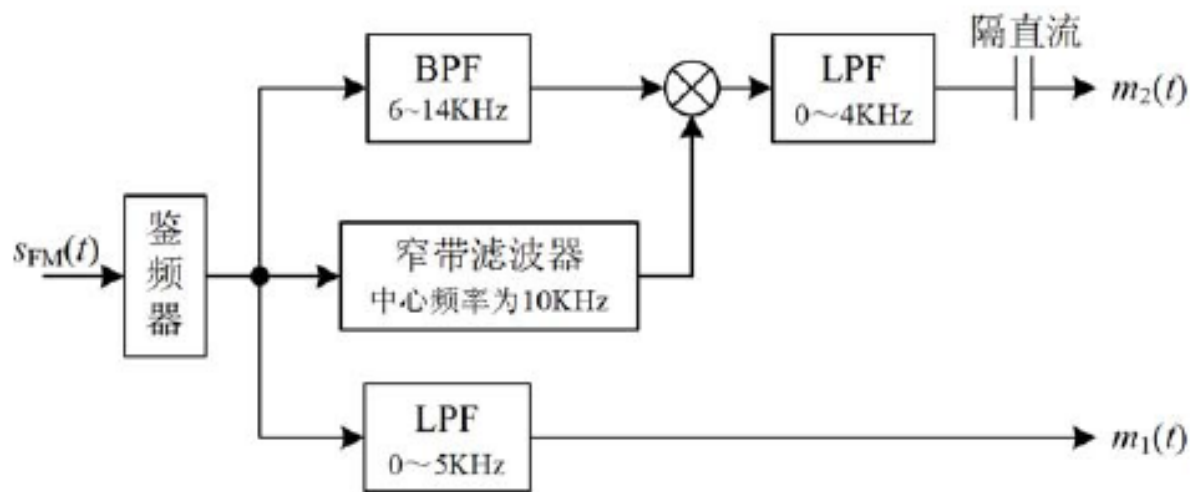 隔直流
BPF
6~14KHz
LPF
0～4KHz
m₂(t)
s_FM(t)
鉴
频
器
窄带滤波器
中心频率为10KHz
LPF
0～5KHz
m₁(t)